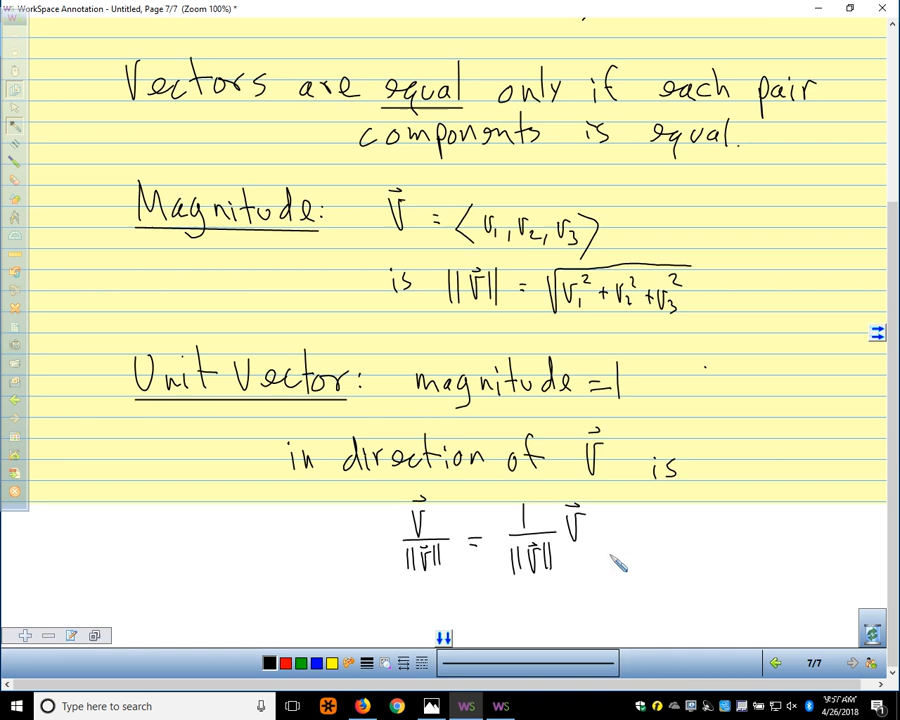 WorkSpace Annotation - Untitled, Page 7/7 (Zoom 100%) *
Vectors are equal only if each pair
components is equal.
Magnitude: v⃗ = ⟨v₁, v₂, v₃⟩
is ||v⃗|| = √(v₁² + v₂² + v₃²)
Unit Vector: magnitude = 1
in direction of v⃗ is
v⃗/||v⃗|| = 1/||v⃗|| v⃗
7/7
Type here to search
4/26/2018